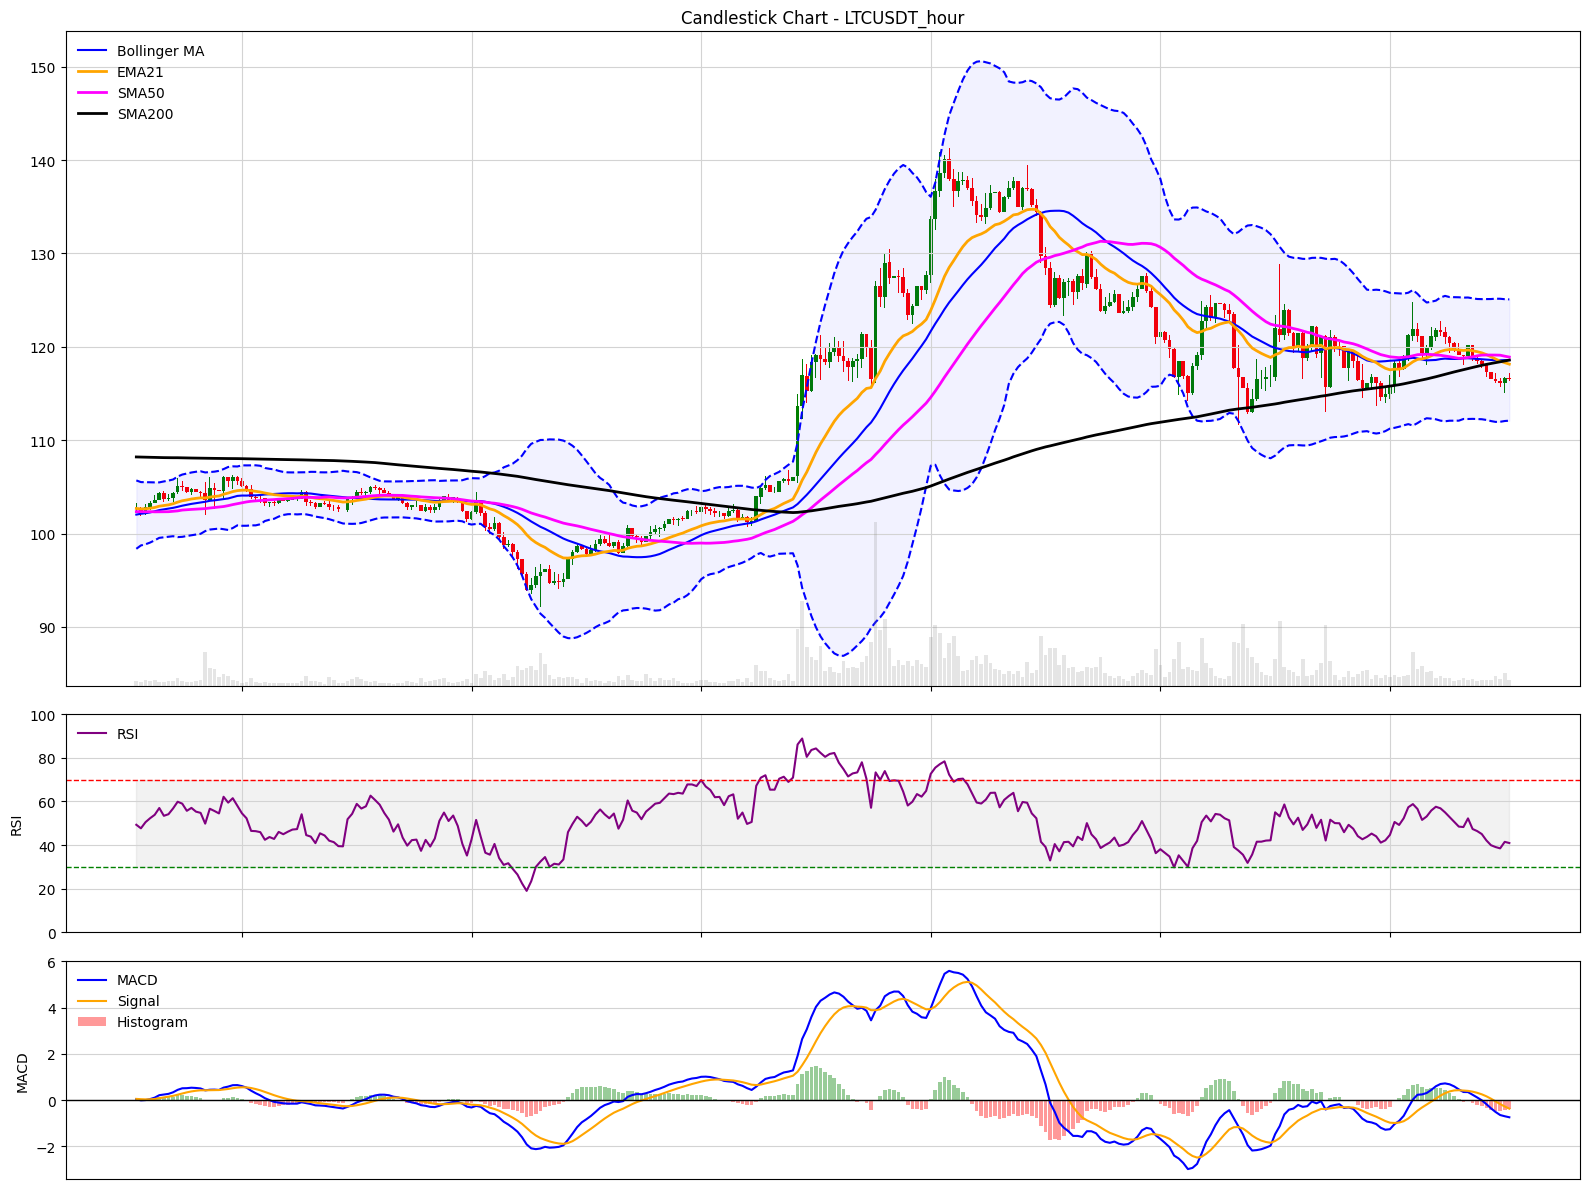 Candlestick Chart - LTCUSDT_hour
Bollinger MA
EMA21
SMA50
SMA200
150
140
130
120
110
100
90
RSI
100
80
60
40
20
0
RSI
MACD
Signal
Histogram
6
4
2
0
−2
MACD